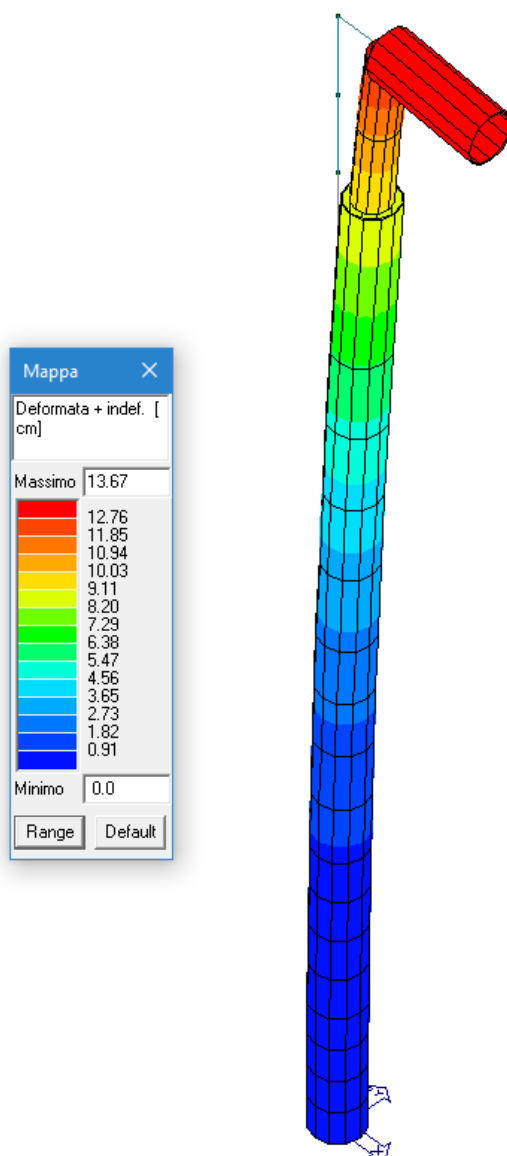 Mappa
Deformata + indef. [
cm]
Massimo 13.67
12.76
11.85
10.94
10.03
9.11
8.20
7.29
6.38
5.47
4.56
3.65
2.73
1.82
0.91
Minimo 0.0
Range Default